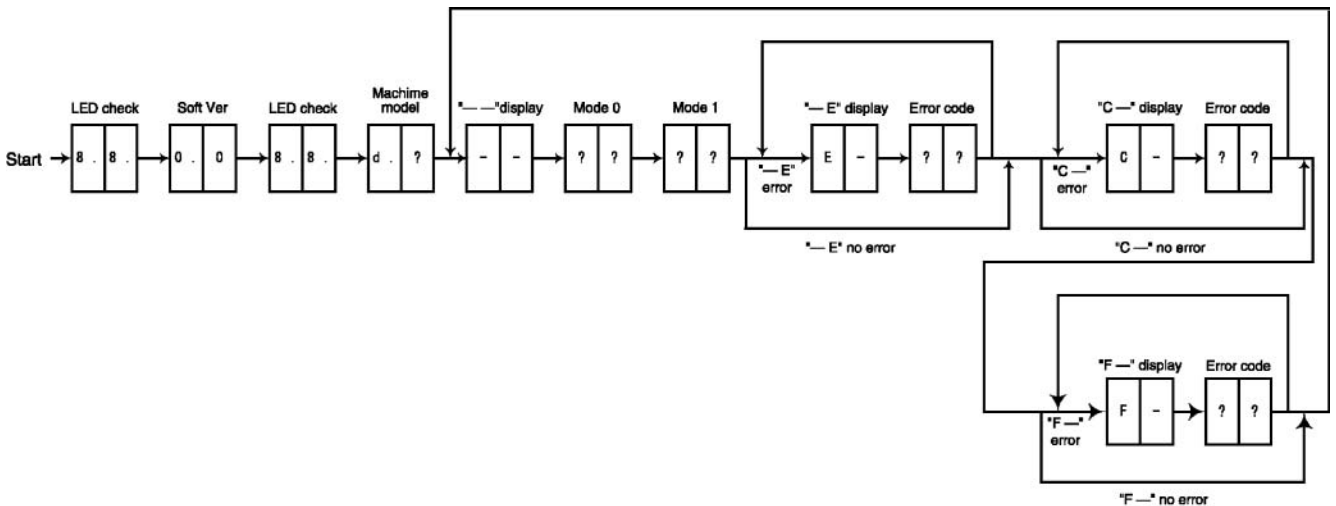 LED check
Soft Ver
LED check
Machime
model
"— —"display
Mode 0
Mode 1
"— E" display
Error code
"C —" display
Error code
Start
8 . 8 .
0 . 0
8 . 8 .
d . ?
– –
? ?
? ?
E –
? ?
C –
? ?
"— E"
error
"C —"
error
"— E" no error
"C —" no error
"F —" display
Error code
F –
? ?
"F —"
error
"F —" no error